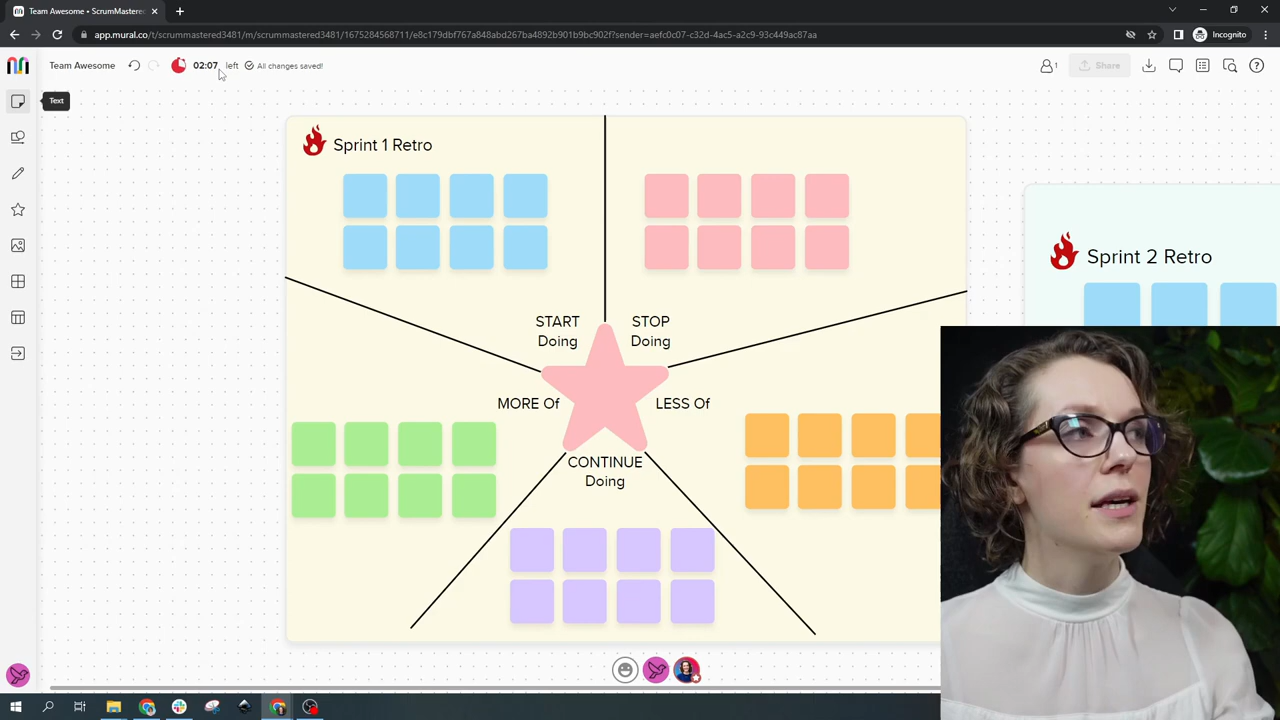 Team Awesome • ScrumMastered
Incognito
app.mural.co/t/scrummastered3481/m/scrummastered3481/1675284568711/e8c179dbf767a848abd267ba4892b901b9bc902f?sender=aefc0c07-c32d-4ac5-a2c9-93c449ac87aa
Team Awesome
02:07 left
All changes saved!
1
Share
Text
Sprint 1 Retro
Sprint 2 Retro
START
Doing
STOP
Doing
MORE Of
LESS Of
CONTINUE
Doing